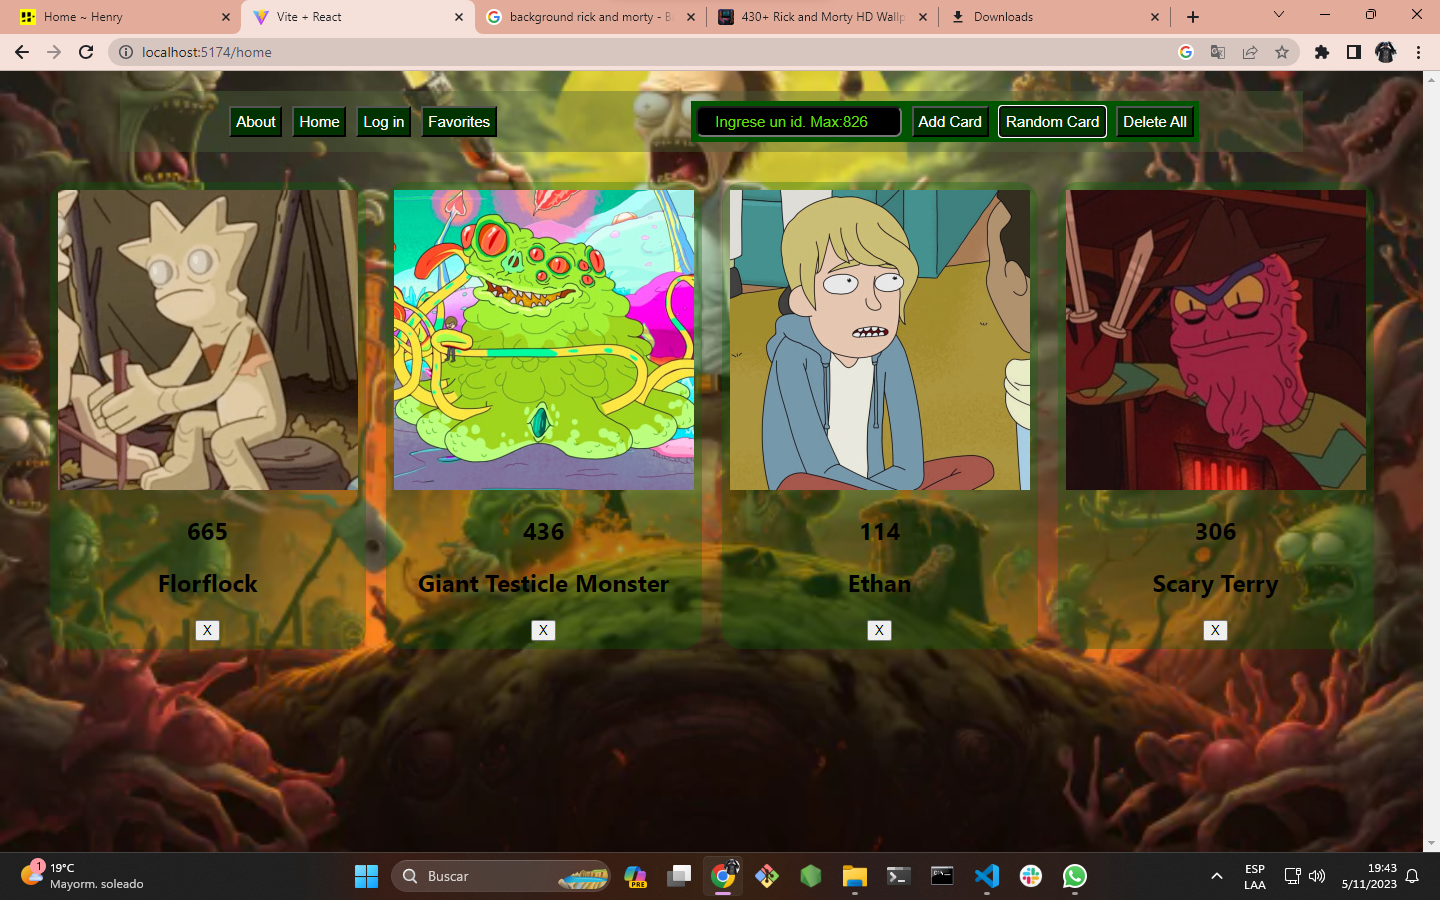 Home ~ Henry
Vite + React
background rick and morty - B
430+ Rick and Morty HD Wallp
Downloads
localhost:5174/home
About
Home
Log in
Favorites
Ingrese un id. Max:826
Add Card
Random Card
Delete All
665
436
114
306
Florflock
Giant Testicle Monster
Ethan
Scary Terry
X
X
X
X
1
19°C
Mayorm. soleado
Buscar
PRE
ESP
LAA
19:43
5/11/2023